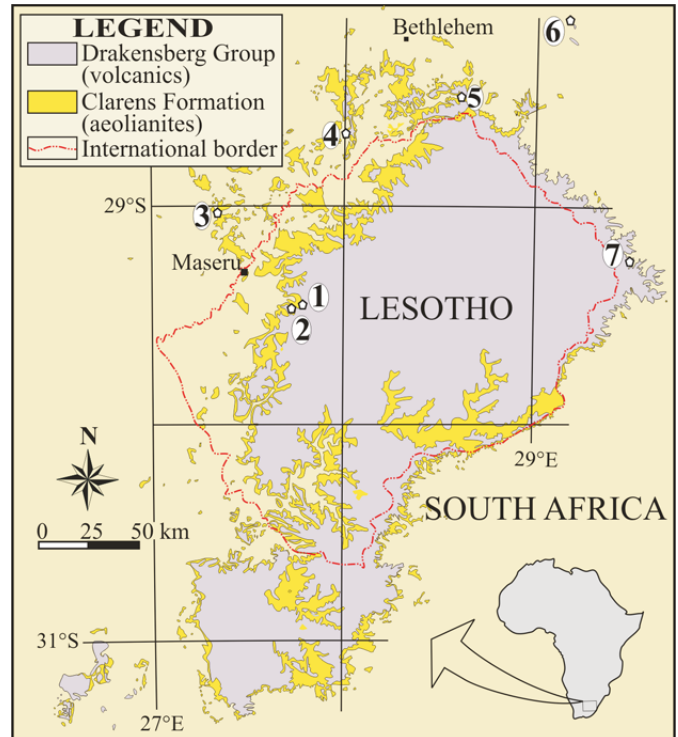 LEGEND
Drakensberg Group
(volcanics)
Clarens Formation
(aeolianites)
International border
Bethlehem
6
5
4
29°S
3
Maseru
7
1
LESOTHO
2
N
29°E
0 25 50 km
SOUTH AFRICA
31°S
27°E